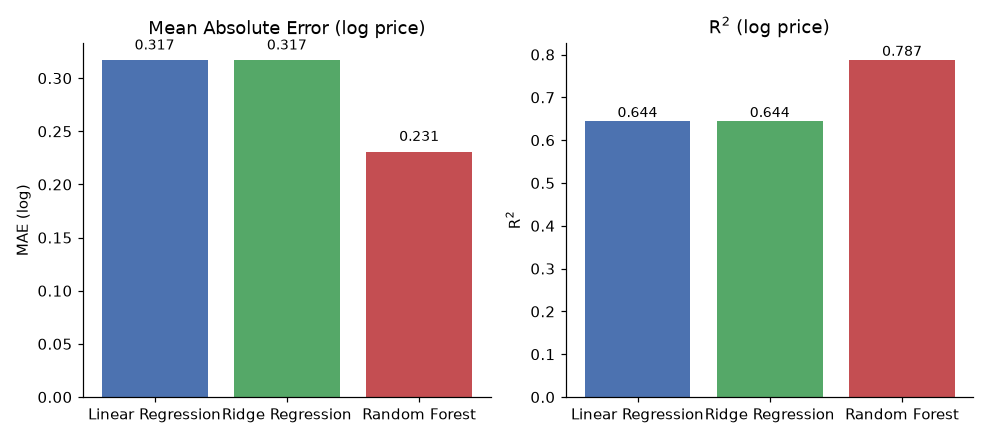 Mean Absolute Error (log price)
0.317
0.317
0.231
0.30
0.25
0.20
0.15
0.10
0.05
0.00
MAE (log)
Linear Regression
Ridge Regression
Random Forest
R² (log price)
0.644
0.644
0.787
0.8
0.7
0.6
0.5
0.4
0.3
0.2
0.1
0.0
R²
Linear Regression
Ridge Regression
Random Forest